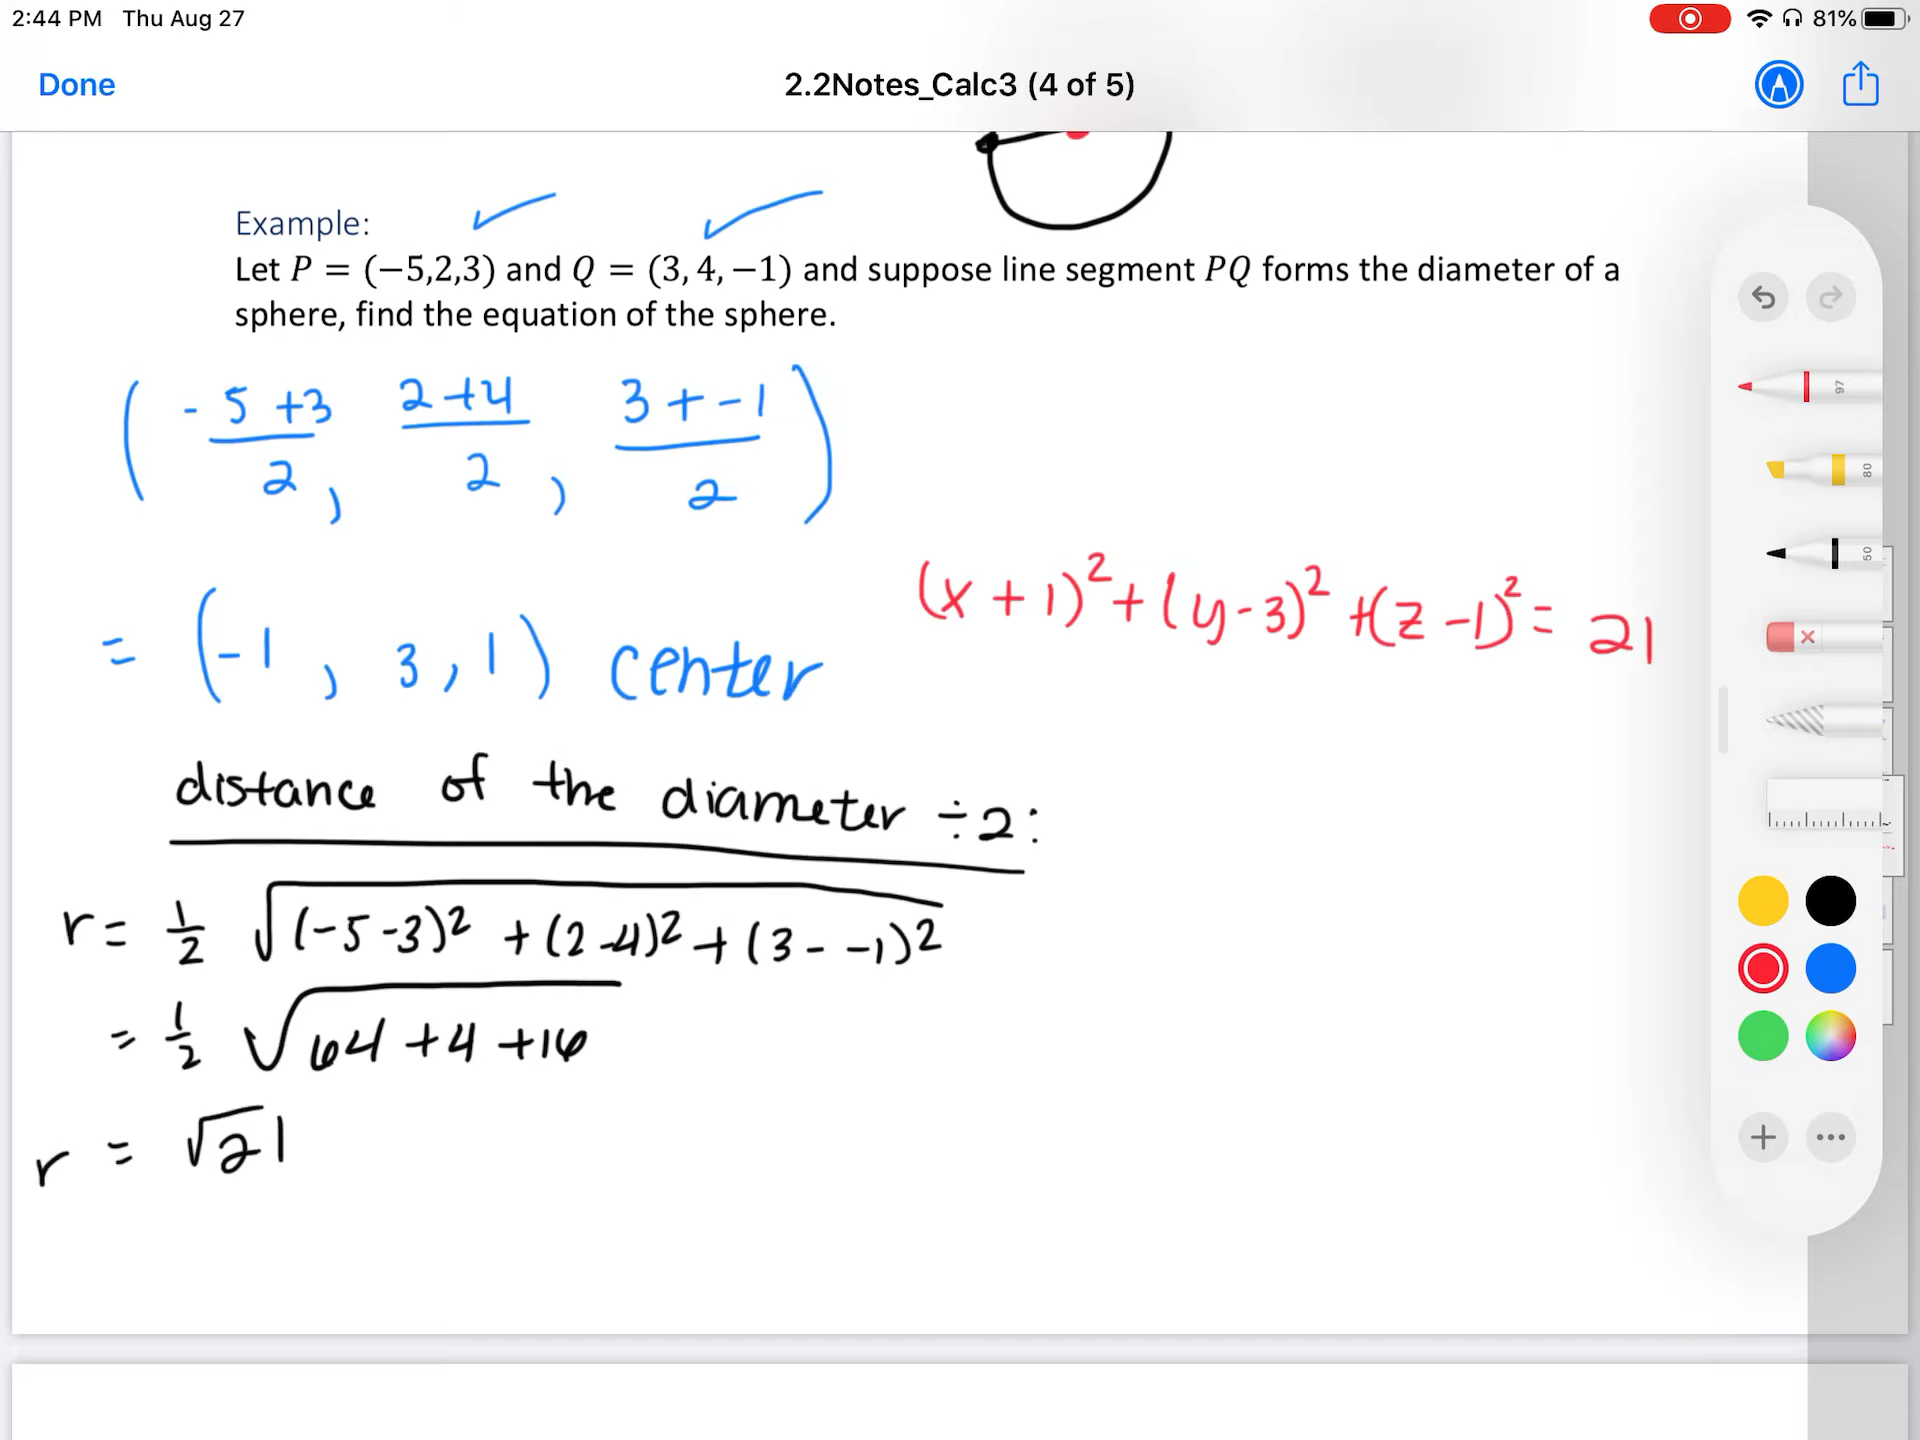 2:44 PM Thu Aug 27 81%
Done 2.2Notes_Calc3 (4 of 5)
Example:
Let P = (−5,2,3) and Q = (3, 4, −1) and suppose line segment PQ forms the diameter of a
sphere, find the equation of the sphere.
( -5+3/2 , 2+4/2 , 3+-1/2 )
= (-1 , 3 , 1) center
(x+1)²+(y-3)²+(z-1)²= 21
distance of the diameter ÷2:
r= 1/2 √(-5-3)² + (2-4)² + (3--1)²
= 1/2 √64+4+16
r = √21
97
80
50